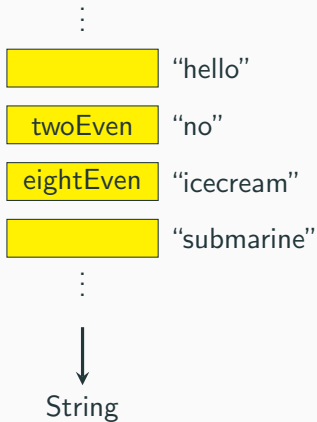 ⋮
“hello”
twoEven “no”
eightEven “icecream”
“submarine”
⋮
String